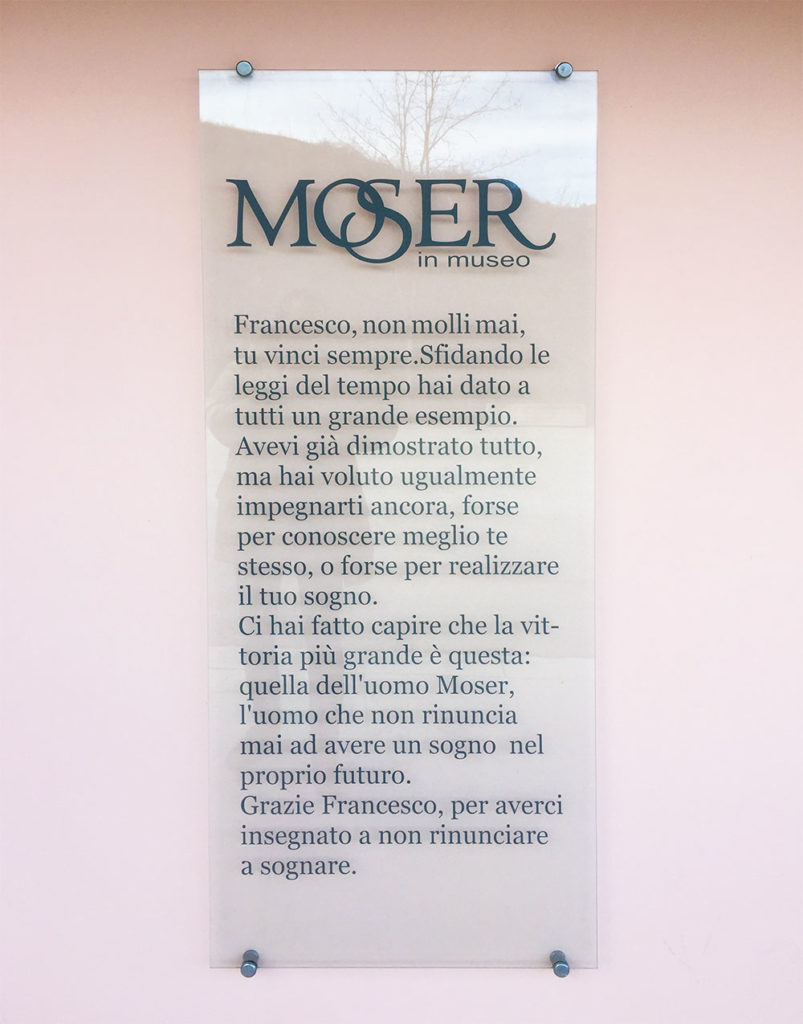 MOSER
in museo
Francesco, non molli mai,
tu vinci sempre.Sfidando le
leggi del tempo hai dato a
tutti un grande esempio.
Avevi già dimostrato tutto,
ma hai voluto ugualmente
impegnarti ancora, forse
per conoscere meglio te
stesso, o forse per realizzare
il tuo sogno.
Ci hai fatto capire che la vit-
toria più grande è questa:
quella dell'uomo Moser,
l'uomo che non rinuncia
mai ad avere un sogno  nel
proprio futuro.
Grazie Francesco, per averci
insegnato a non rinunciare
a sognare.